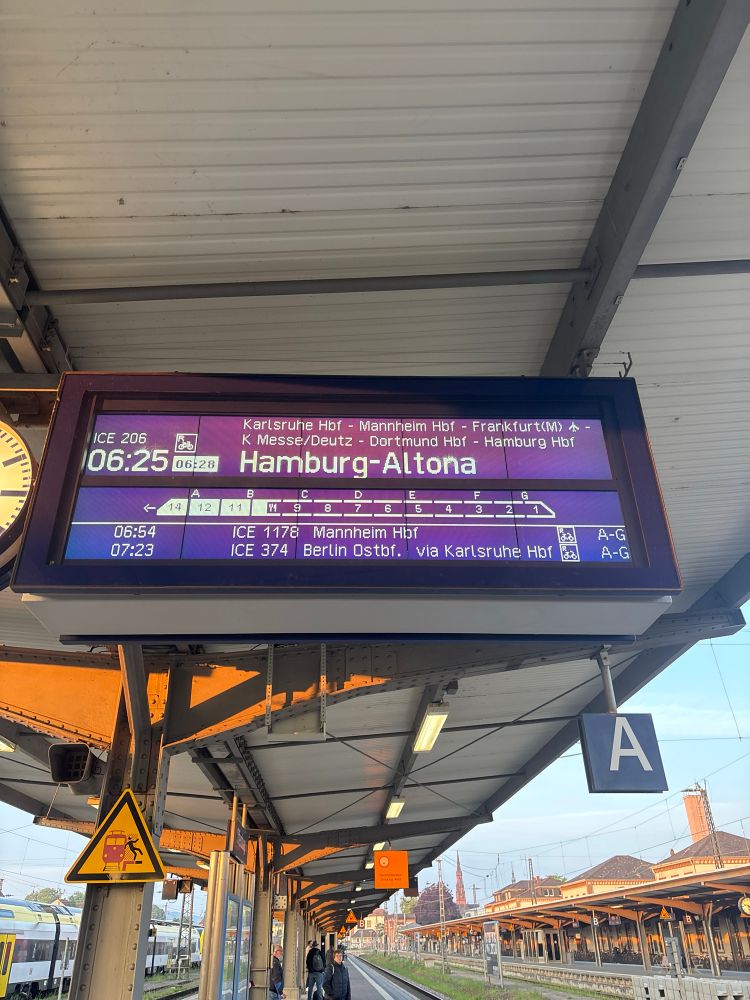 Karlsruhe Hbf - Mannheim Hbf - Frankfurt(M) ✈ -
ICE 206
K Messe/Deutz - Dortmund Hbf - Hamburg Hbf
06:25 06:28 Hamburg-Altona
A B C D E F G
14 12 11 9 8 7 6 5 4 3 2 1
06:54 ICE 1178 Mannheim Hbf A-G
07:23 ICE 374 Berlin Ostbf. via Karlsruhe Hbf A-G
A
B